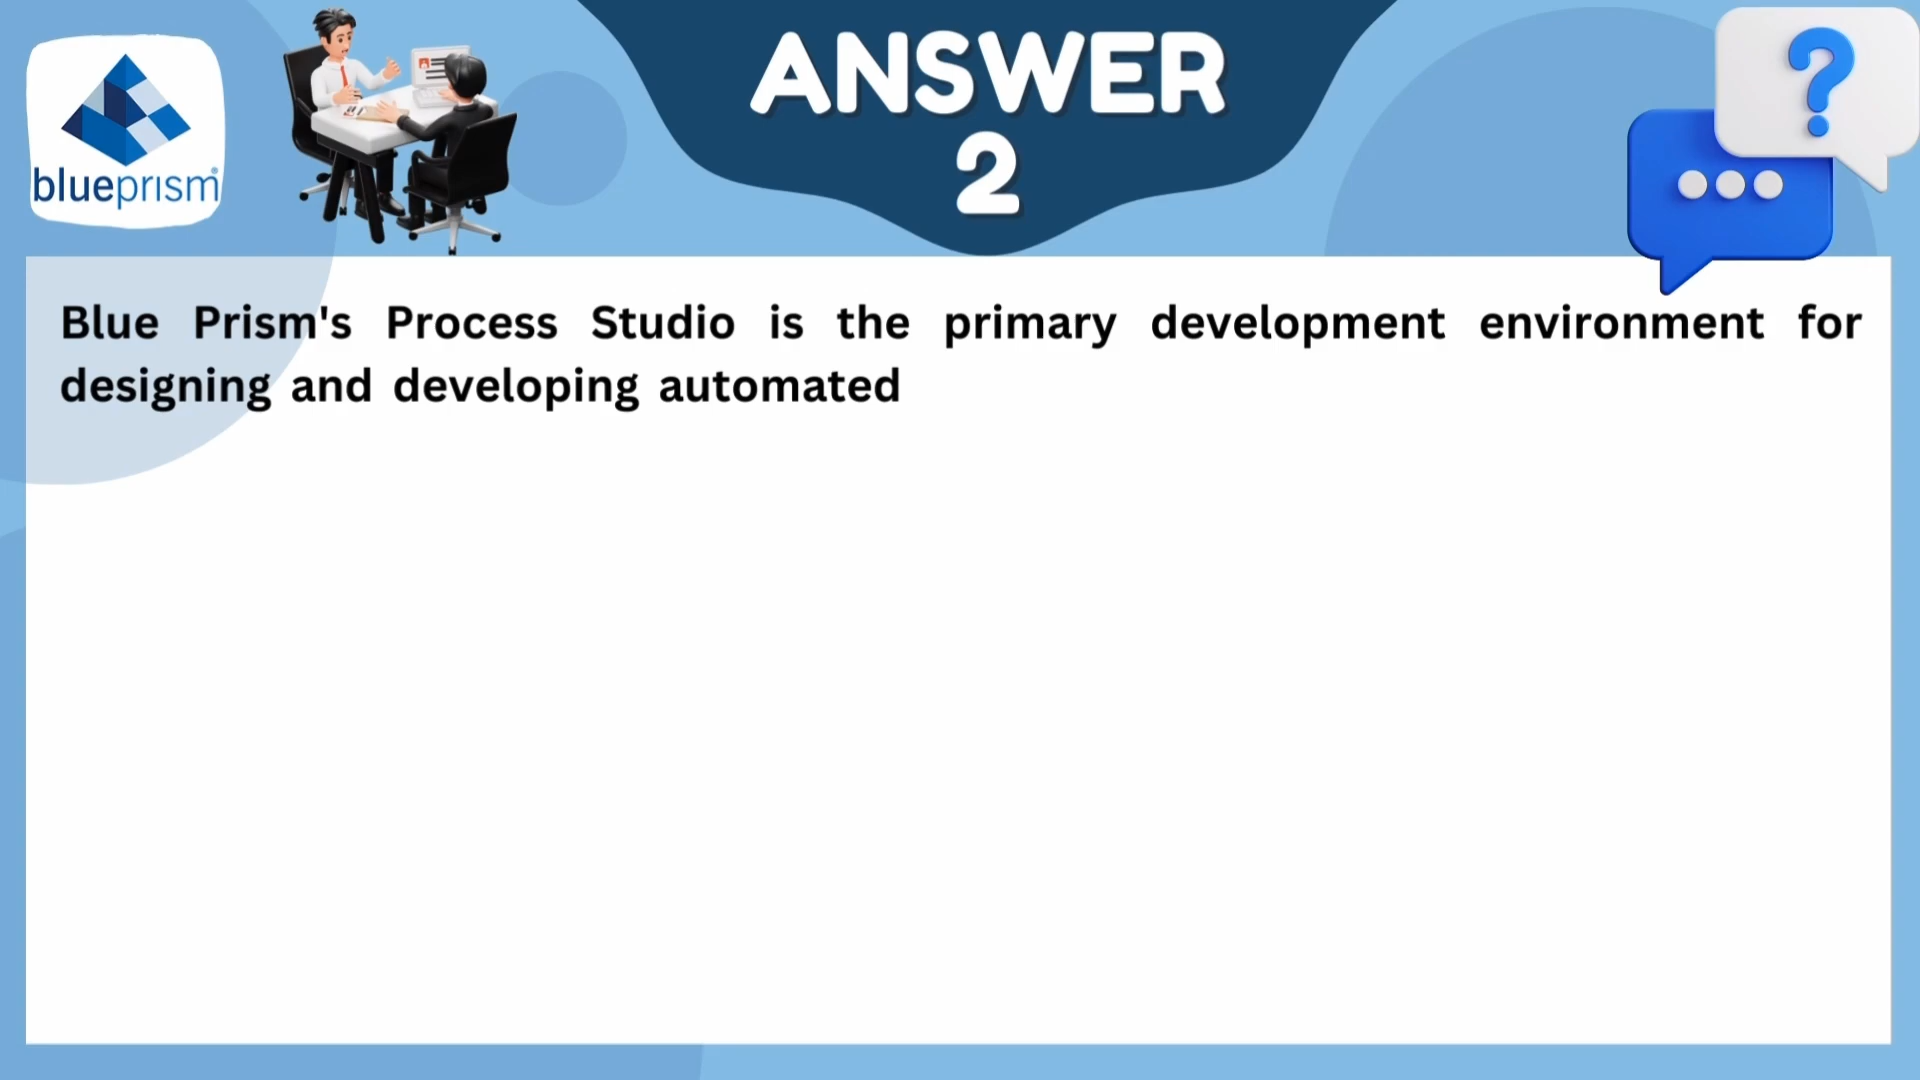 blueprism
ANSWER
2
?
Blue Prism's Process Studio is the primary development environment for
designing and developing automated